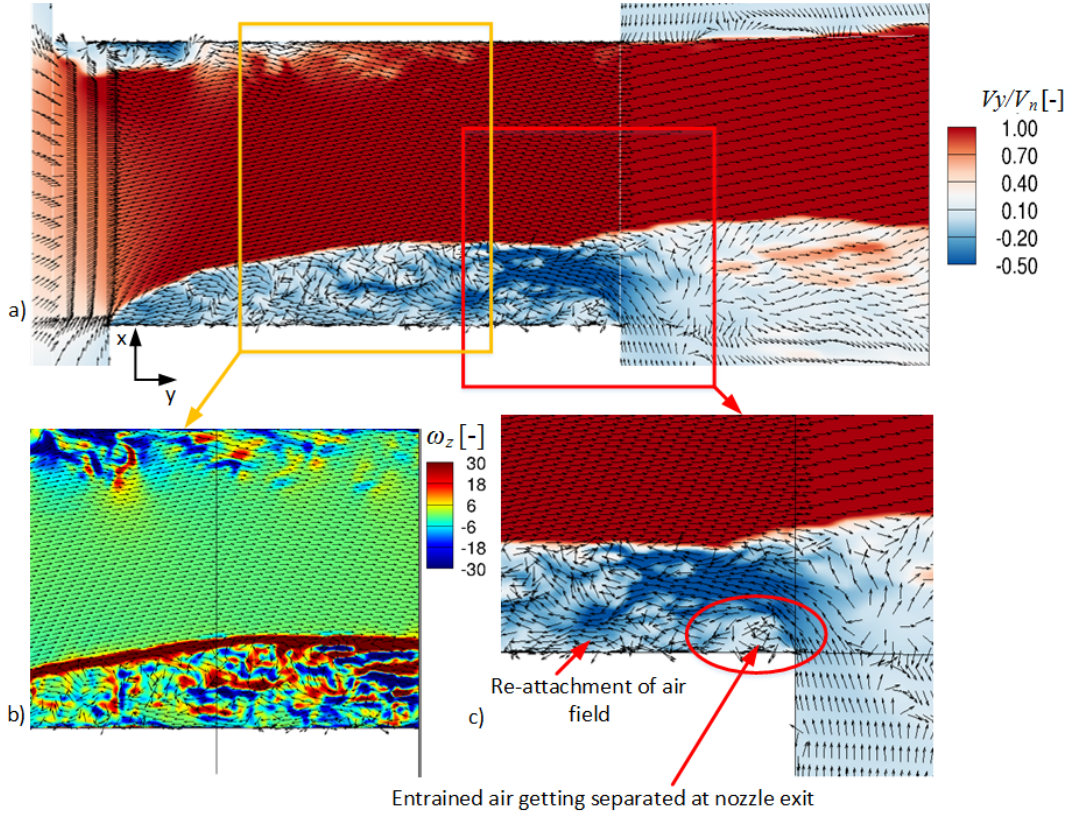 Vy/Vn [-]
1.00
0.70
0.40
0.10
-0.20
-0.50
a)
x
y
ωz [-]
30
18
6
-6
-18
-30
b)
c)
Re-attachment of air
field
Entrained air getting separated at nozzle exit